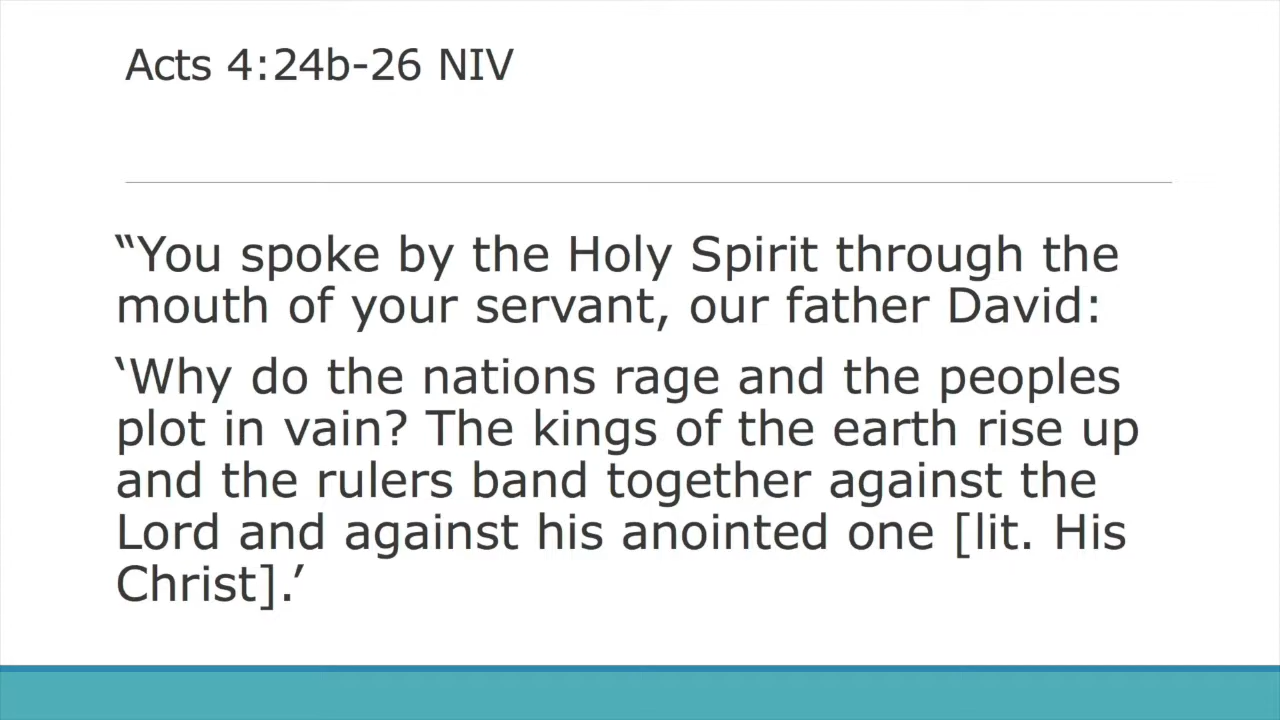 Acts 4:24b-26 NIV
“You spoke by the Holy Spirit through the
mouth of your servant, our father David:
‘Why do the nations rage and the peoples
plot in vain? The kings of the earth rise up
and the rulers band together against the
Lord and against his anointed one [lit. His
Christ].’